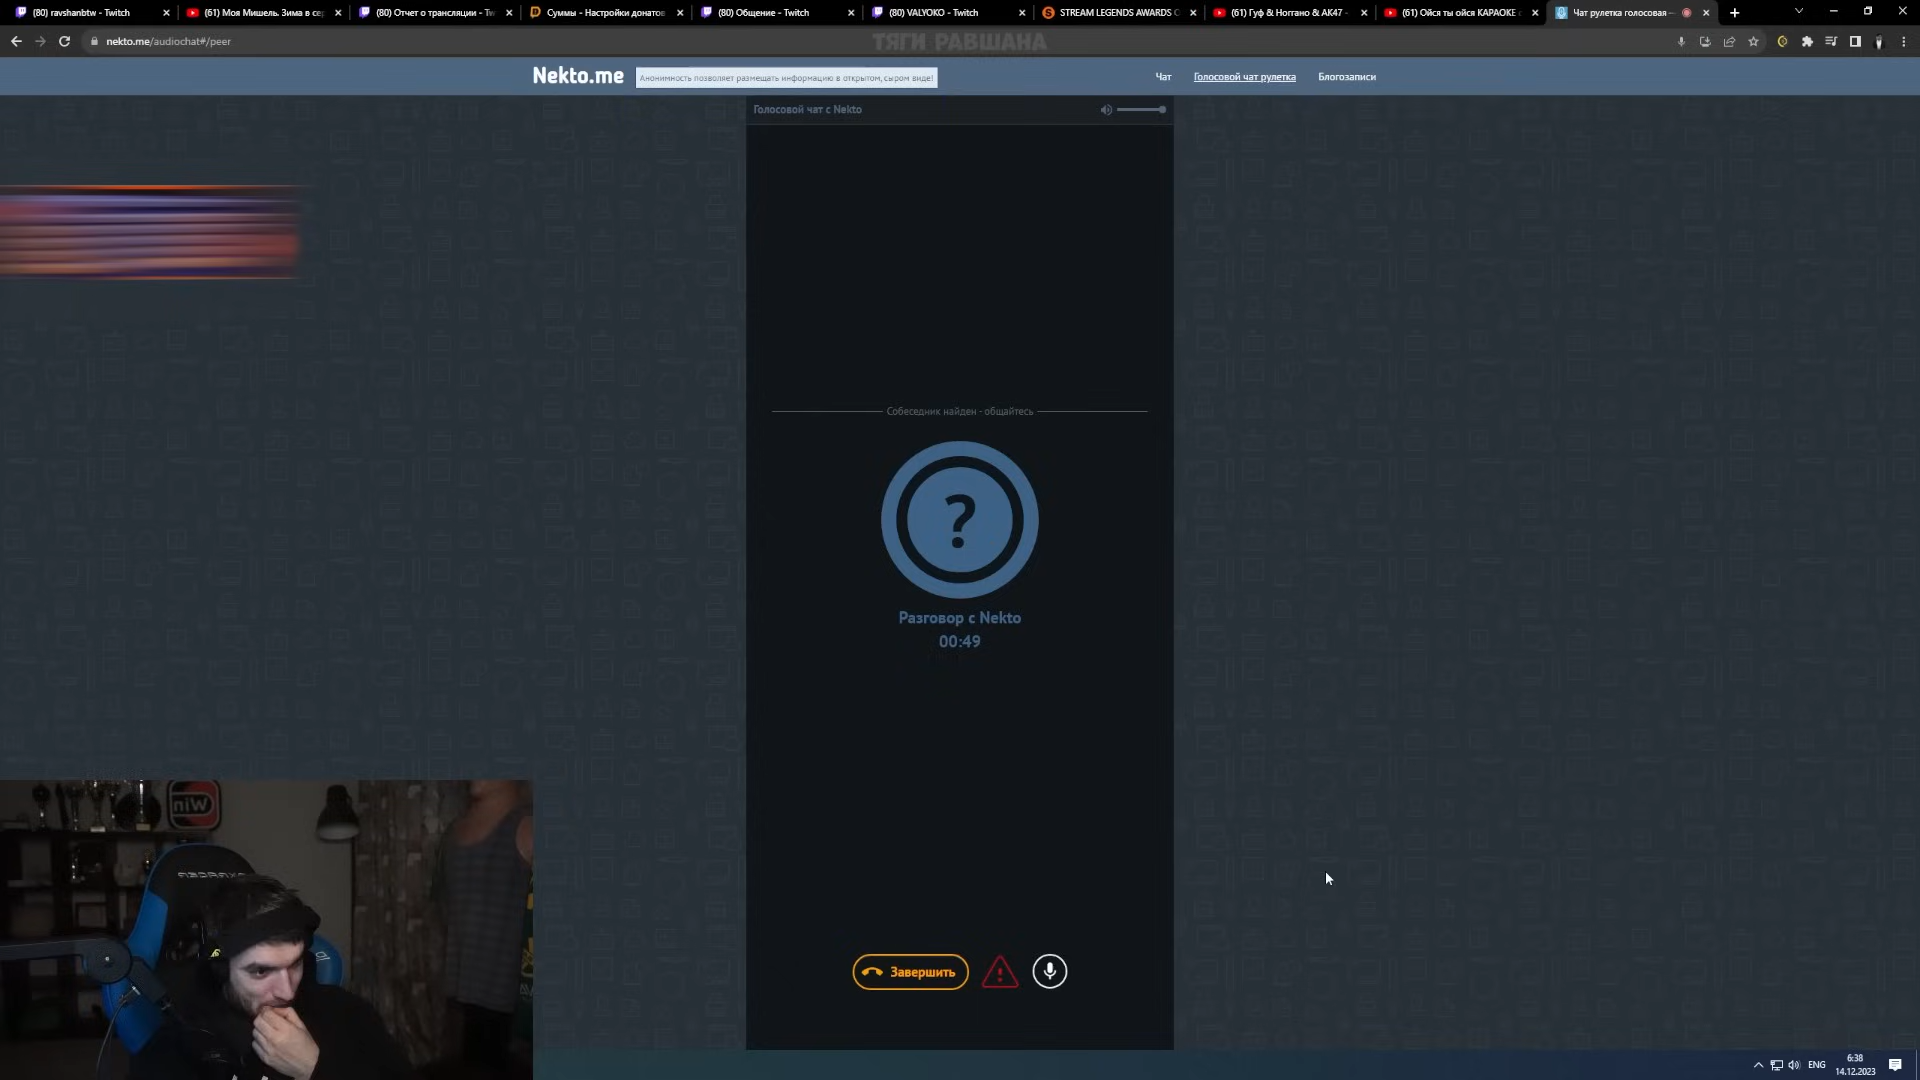 (80) ravshanbtw - Twitch
(61) Моя Мишель. Зима в се
(80) Отчет о трансляции - Tw
Суммы - Настройки донатов
(80) Общение - Twitch
(80) VALYOKO - Twitch
STREAM LEGENDS AWARDS
(61) Гуф & Ноггано & АК47 -
(61) Ойся ты ойся КАРАОКЕ
Чат рулетка голосовая —
nekto.me/audiochat#/peer
ТЯГИ РАВШАНА
Nekto.me
Анонимность позволяет размещать информацию в открытом, сыром виде!
Чат
Голосовой чат рулетка
Блогозаписи
Голосовой чат с Nekto
Собеседник найден - общайтесь
?
Разговор с Nekto
00:49
Завершить
ENG
6:38
14.12.2023